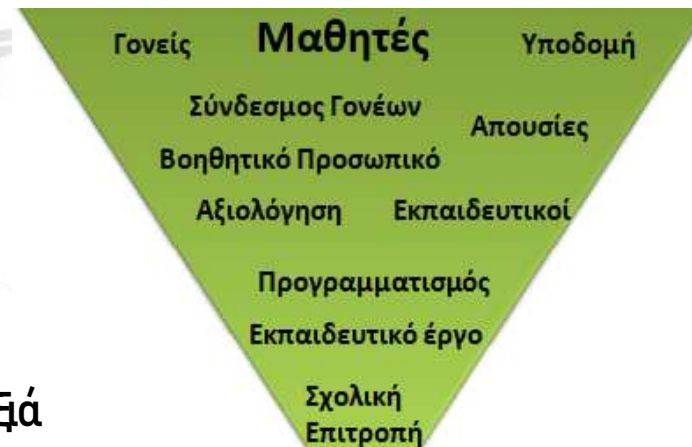 Γονείς Μαθητές Υποδομή
Σύνδεσμος Γονέων
Απουσίες
Βοηθητικό Προσωπικό
Αξιολόγηση Εκπαιδευτικοί
Προγραμματισμός
Εκπαιδευτικό έργο
Σχολική
Επιτροπή